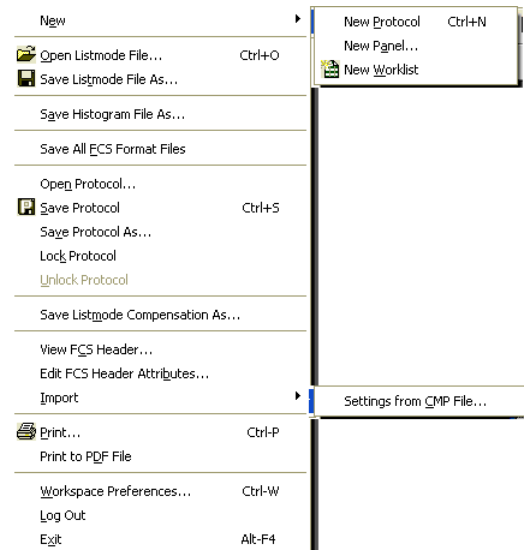 New
New Protocol Ctrl+N
New Panel...
New Worklist
Open Listmode File... Ctrl+O
Save Listmode File As...
Save Histogram File As...
Save All FCS Format Files
Open Protocol...
Save Protocol Ctrl+S
Save Protocol As...
Lock Protocol
Unlock Protocol
Save Listmode Compensation As...
View FCS Header...
Edit FCS Header Attributes...
Import
Settings from CMP File...
Print... Ctrl-P
Print to PDF File
Workspace Preferences... Ctrl-W
Log Out
Exit Alt-F4